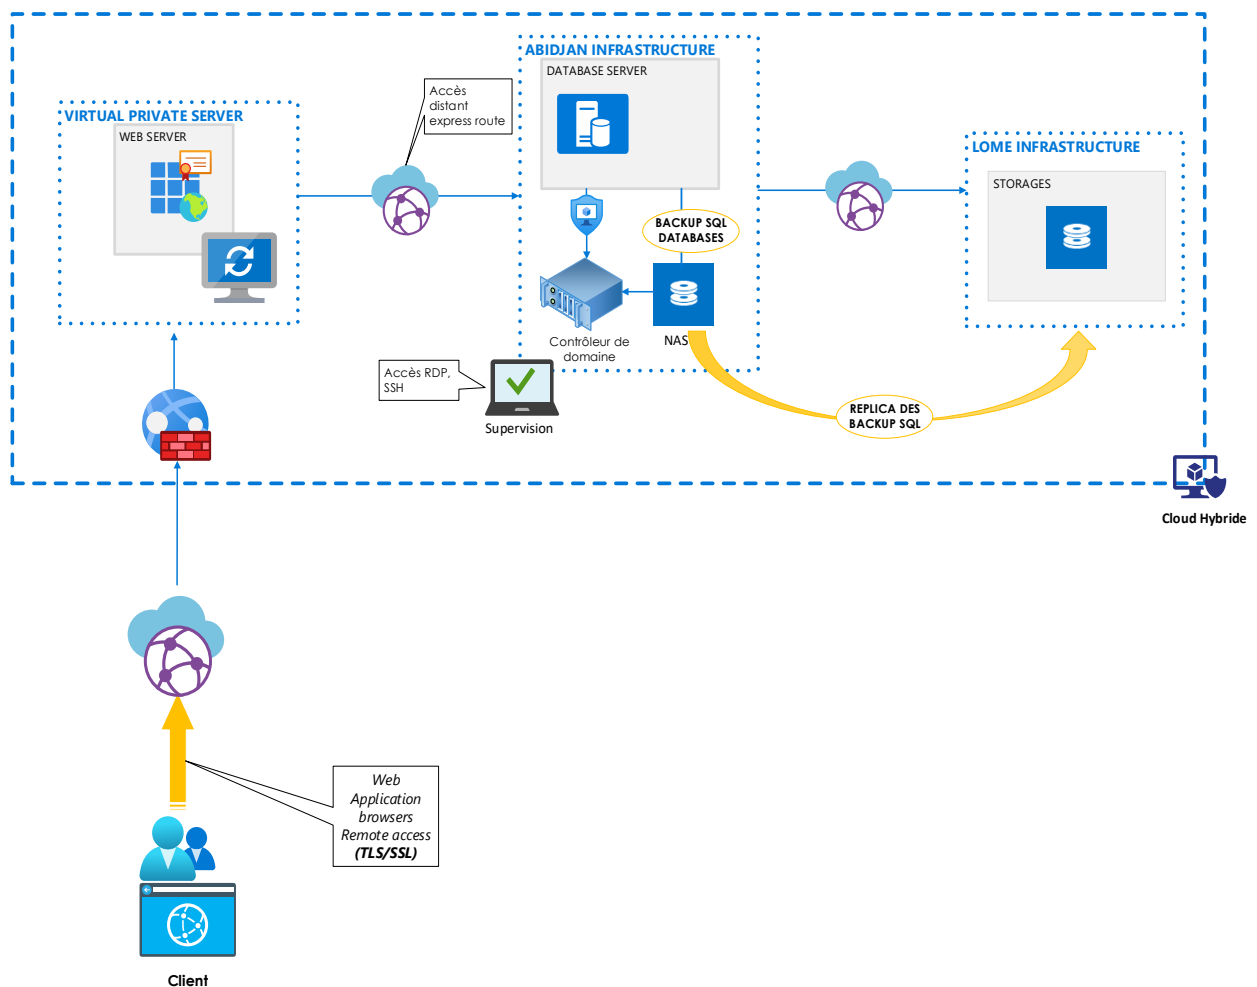 ABIDJAN INFRASTRUCTURE
DATABASE SERVER
Accès
distant
express route
VIRTUAL PRIVATE SERVER
WEB SERVER
LOME INFRASTRUCTURE
STORAGES
BACKUP SQL
DATABASES
Contrôleur de
domaine
NAS
Accès RDP,
SSH
Supervision
REPLICA DES
BACKUP SQL
Cloud Hybride
Web
Application
browsers
Remote access
(TLS/SSL)
Client